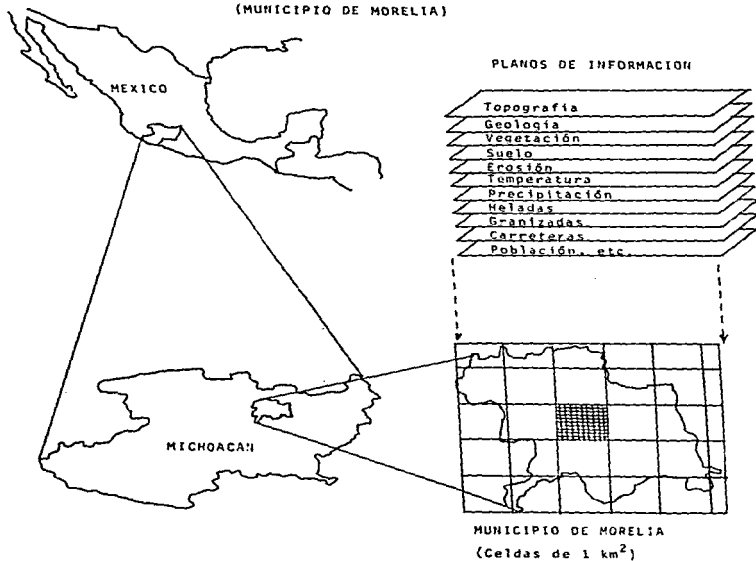 (MUNICIPIO DE MORELIA)
PLANOS DE INFORMACION
MEXICO
Topografía
Geología
Vegetación
Suelo
Erosión
Temperatura
Precipitación
Heladas
Granizadas
Carreteras
Población, etc.
MICHOACAN
MUNICIPIO DE MORELIA
(Celdas de 1 km²)